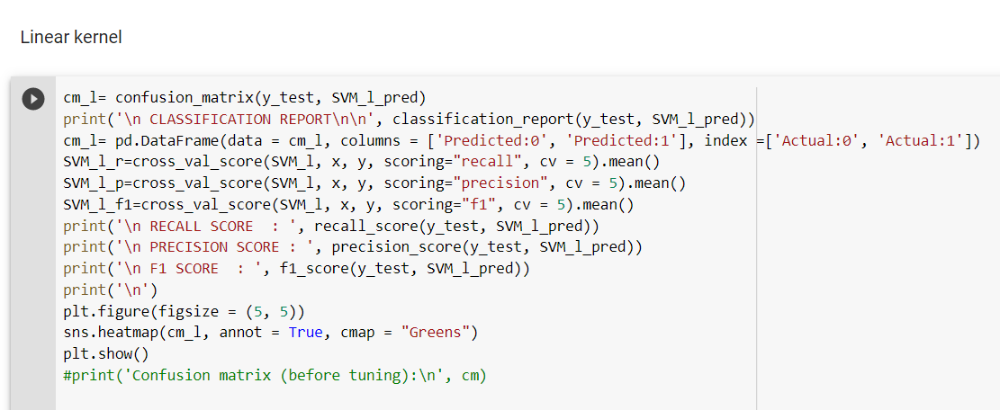 Linear kernel
cm_l= confusion_matrix(y_test, SVM_l_pred)
print('\n CLASSIFICATION REPORT\n\n', classification_report(y_test, SVM_l_pred))
cm_l= pd.DataFrame(data = cm_l, columns = ['Predicted:0', 'Predicted:1'], index =['Actual:0', 'Actual:1'])
SVM_l_r=cross_val_score(SVM_l, x, y, scoring="recall", cv = 5).mean()
SVM_l_p=cross_val_score(SVM_l, x, y, scoring="precision", cv = 5).mean()
SVM_l_f1=cross_val_score(SVM_l, x, y, scoring="f1", cv = 5).mean()
print('\n RECALL SCORE  : ', recall_score(y_test, SVM_l_pred))
print('\n PRECISION SCORE : ', precision_score(y_test, SVM_l_pred))
print('\n F1 SCORE  : ', f1_score(y_test, SVM_l_pred))
print('\n')
plt.figure(figsize = (5, 5))
sns.heatmap(cm_l, annot = True, cmap = "Greens")
plt.show()
#print('Confusion matrix (before tuning):\n', cm)